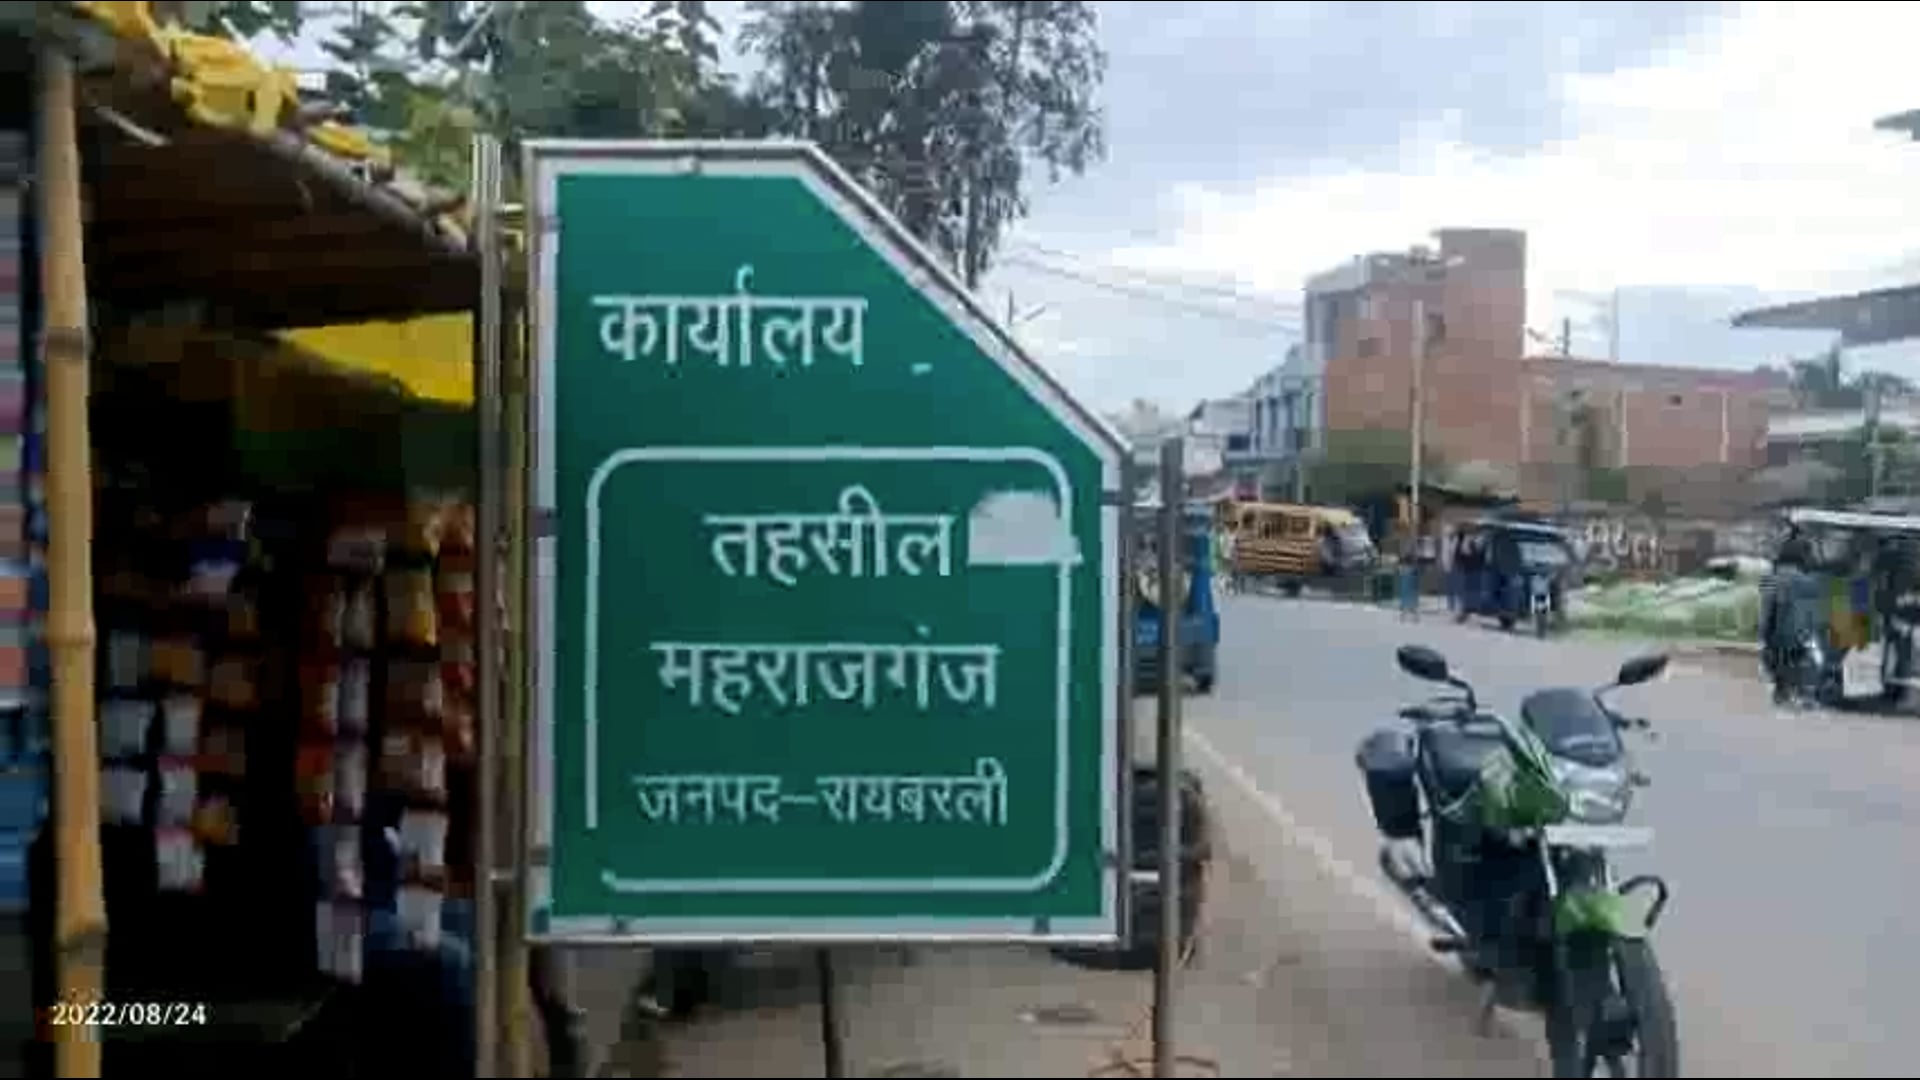 कार्यालय
तहसील
महराजगंज
जनपद–रायबरली
2022/08/24